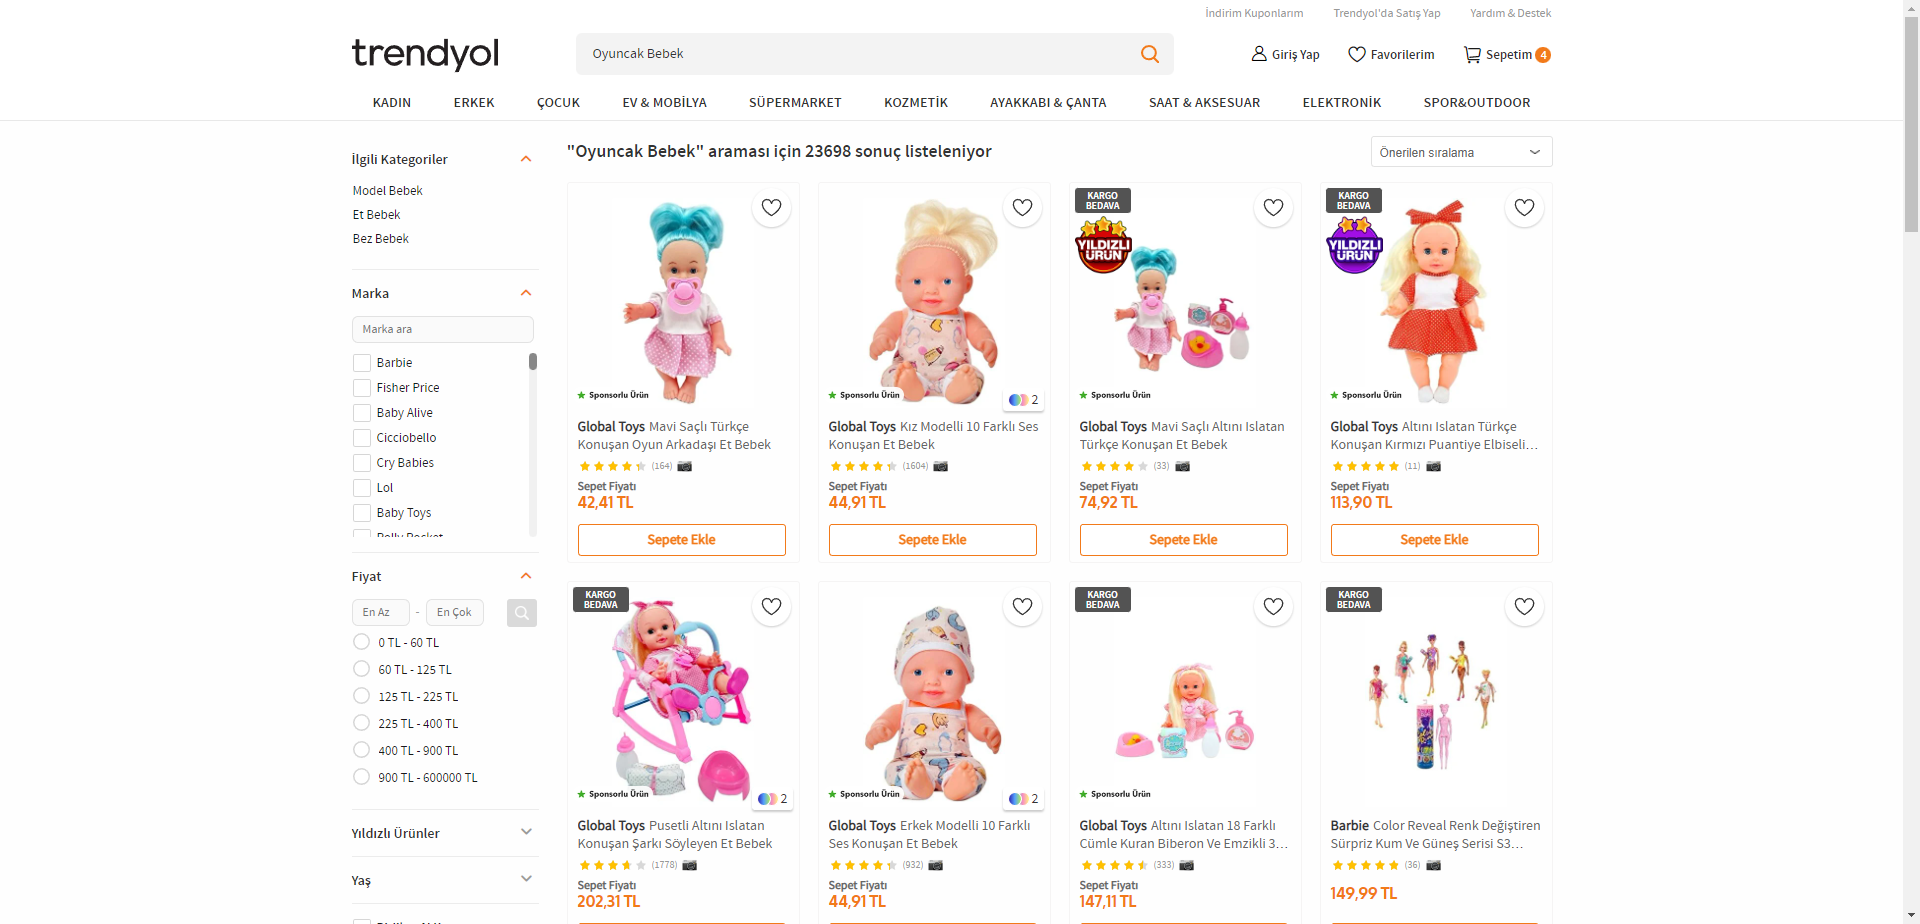 İndirim Kuponlarım
Trendyol'da Satış Yap
Yardım & Destek
trendyol
Oyuncak Bebek
Giriş Yap
Favorilerim
Sepetim 4
KADIN
ERKEK
ÇOCUK
EV & MOBİLYA
SÜPERMARKET
KOZMETİK
AYAKKABI & ÇANTA
SAAT & AKSESUAR
ELEKTRONİK
SPOR&OUTDOOR
İlgili Kategoriler
Model Bebek
Et Bebek
Bez Bebek
Marka
Marka ara
Barbie
Fisher Price
Baby Alive
Cicciobello
Cry Babies
Lol
Baby Toys
Polly Pocket
Fiyat
En Az
-
En Çok
0 TL - 60 TL
60 TL - 125 TL
125 TL - 225 TL
225 TL - 400 TL
400 TL - 900 TL
900 TL - 600000 TL
Yıldızlı Ürünler
Yaş
"Oyuncak Bebek" araması için 23698 sonuç listeleniyor
Önerilen sıralama
Sponsorlu Ürün
Global Toys Mavi Saçlı Türkçe
Konuşan Oyun Arkadaşı Et Bebek
(164)
Sepet Fiyatı
42,41 TL
Sepete Ekle
Sponsorlu Ürün
2
Global Toys Kız Modelli 10 Farklı Ses
Konuşan Et Bebek
(1604)
Sepet Fiyatı
44,91 TL
Sepete Ekle
KARGO
BEDAVA
YILDIZLI
ÜRÜN
Sponsorlu Ürün
Global Toys Mavi Saçlı Altını Islatan
Türkçe Konuşan Et Bebek
(33)
Sepet Fiyatı
74,92 TL
Sepete Ekle
KARGO
BEDAVA
YILDIZLI
ÜRÜN
Sponsorlu Ürün
Global Toys Altını Islatan Türkçe
Konuşan Kırmızı Puantiye Elbiseli...
(11)
Sepet Fiyatı
113,90 TL
Sepete Ekle
KARGO
BEDAVA
Sponsorlu Ürün
2
Global Toys Pusetli Altını Islatan
Konuşan Şarkı Söyleyen Et Bebek
(1778)
Sepet Fiyatı
202,31 TL
Sponsorlu Ürün
2
Global Toys Erkek Modelli 10 Farklı
Ses Konuşan Et Bebek
(932)
Sepet Fiyatı
44,91 TL
KARGO
BEDAVA
Sponsorlu Ürün
Global Toys Altını Islatan 18 Farklı
Cümle Kuran Biberon Ve Emzikli 3...
(333)
Sepet Fiyatı
147,11 TL
KARGO
BEDAVA
Barbie Color Reveal Renk Değiştiren
Sürpriz Kum Ve Güneş Serisi S3...
(36)
149,99 TL